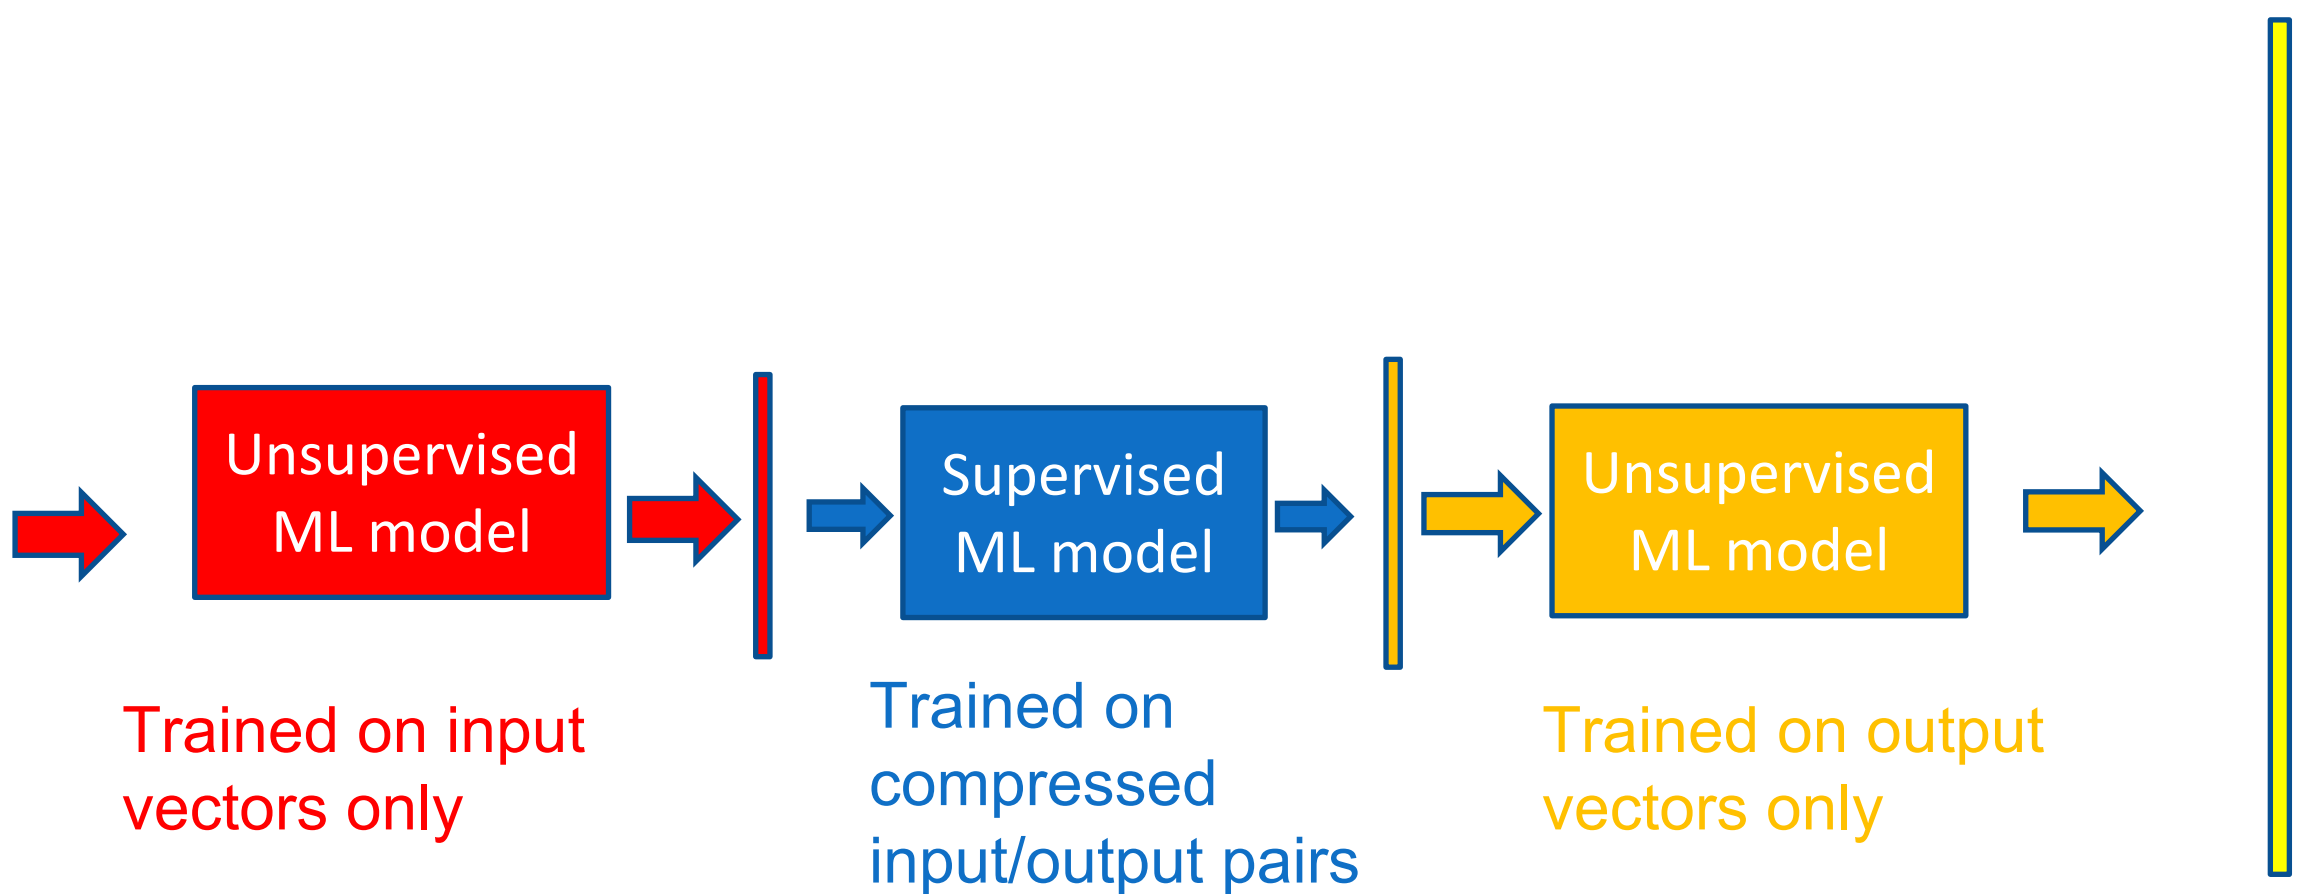 Unsupervised
ML model
Supervised
ML model
Unsupervised
ML model
Trained on input
vectors only
Trained on
compressed
input/output pairs
Trained on output
vectors only